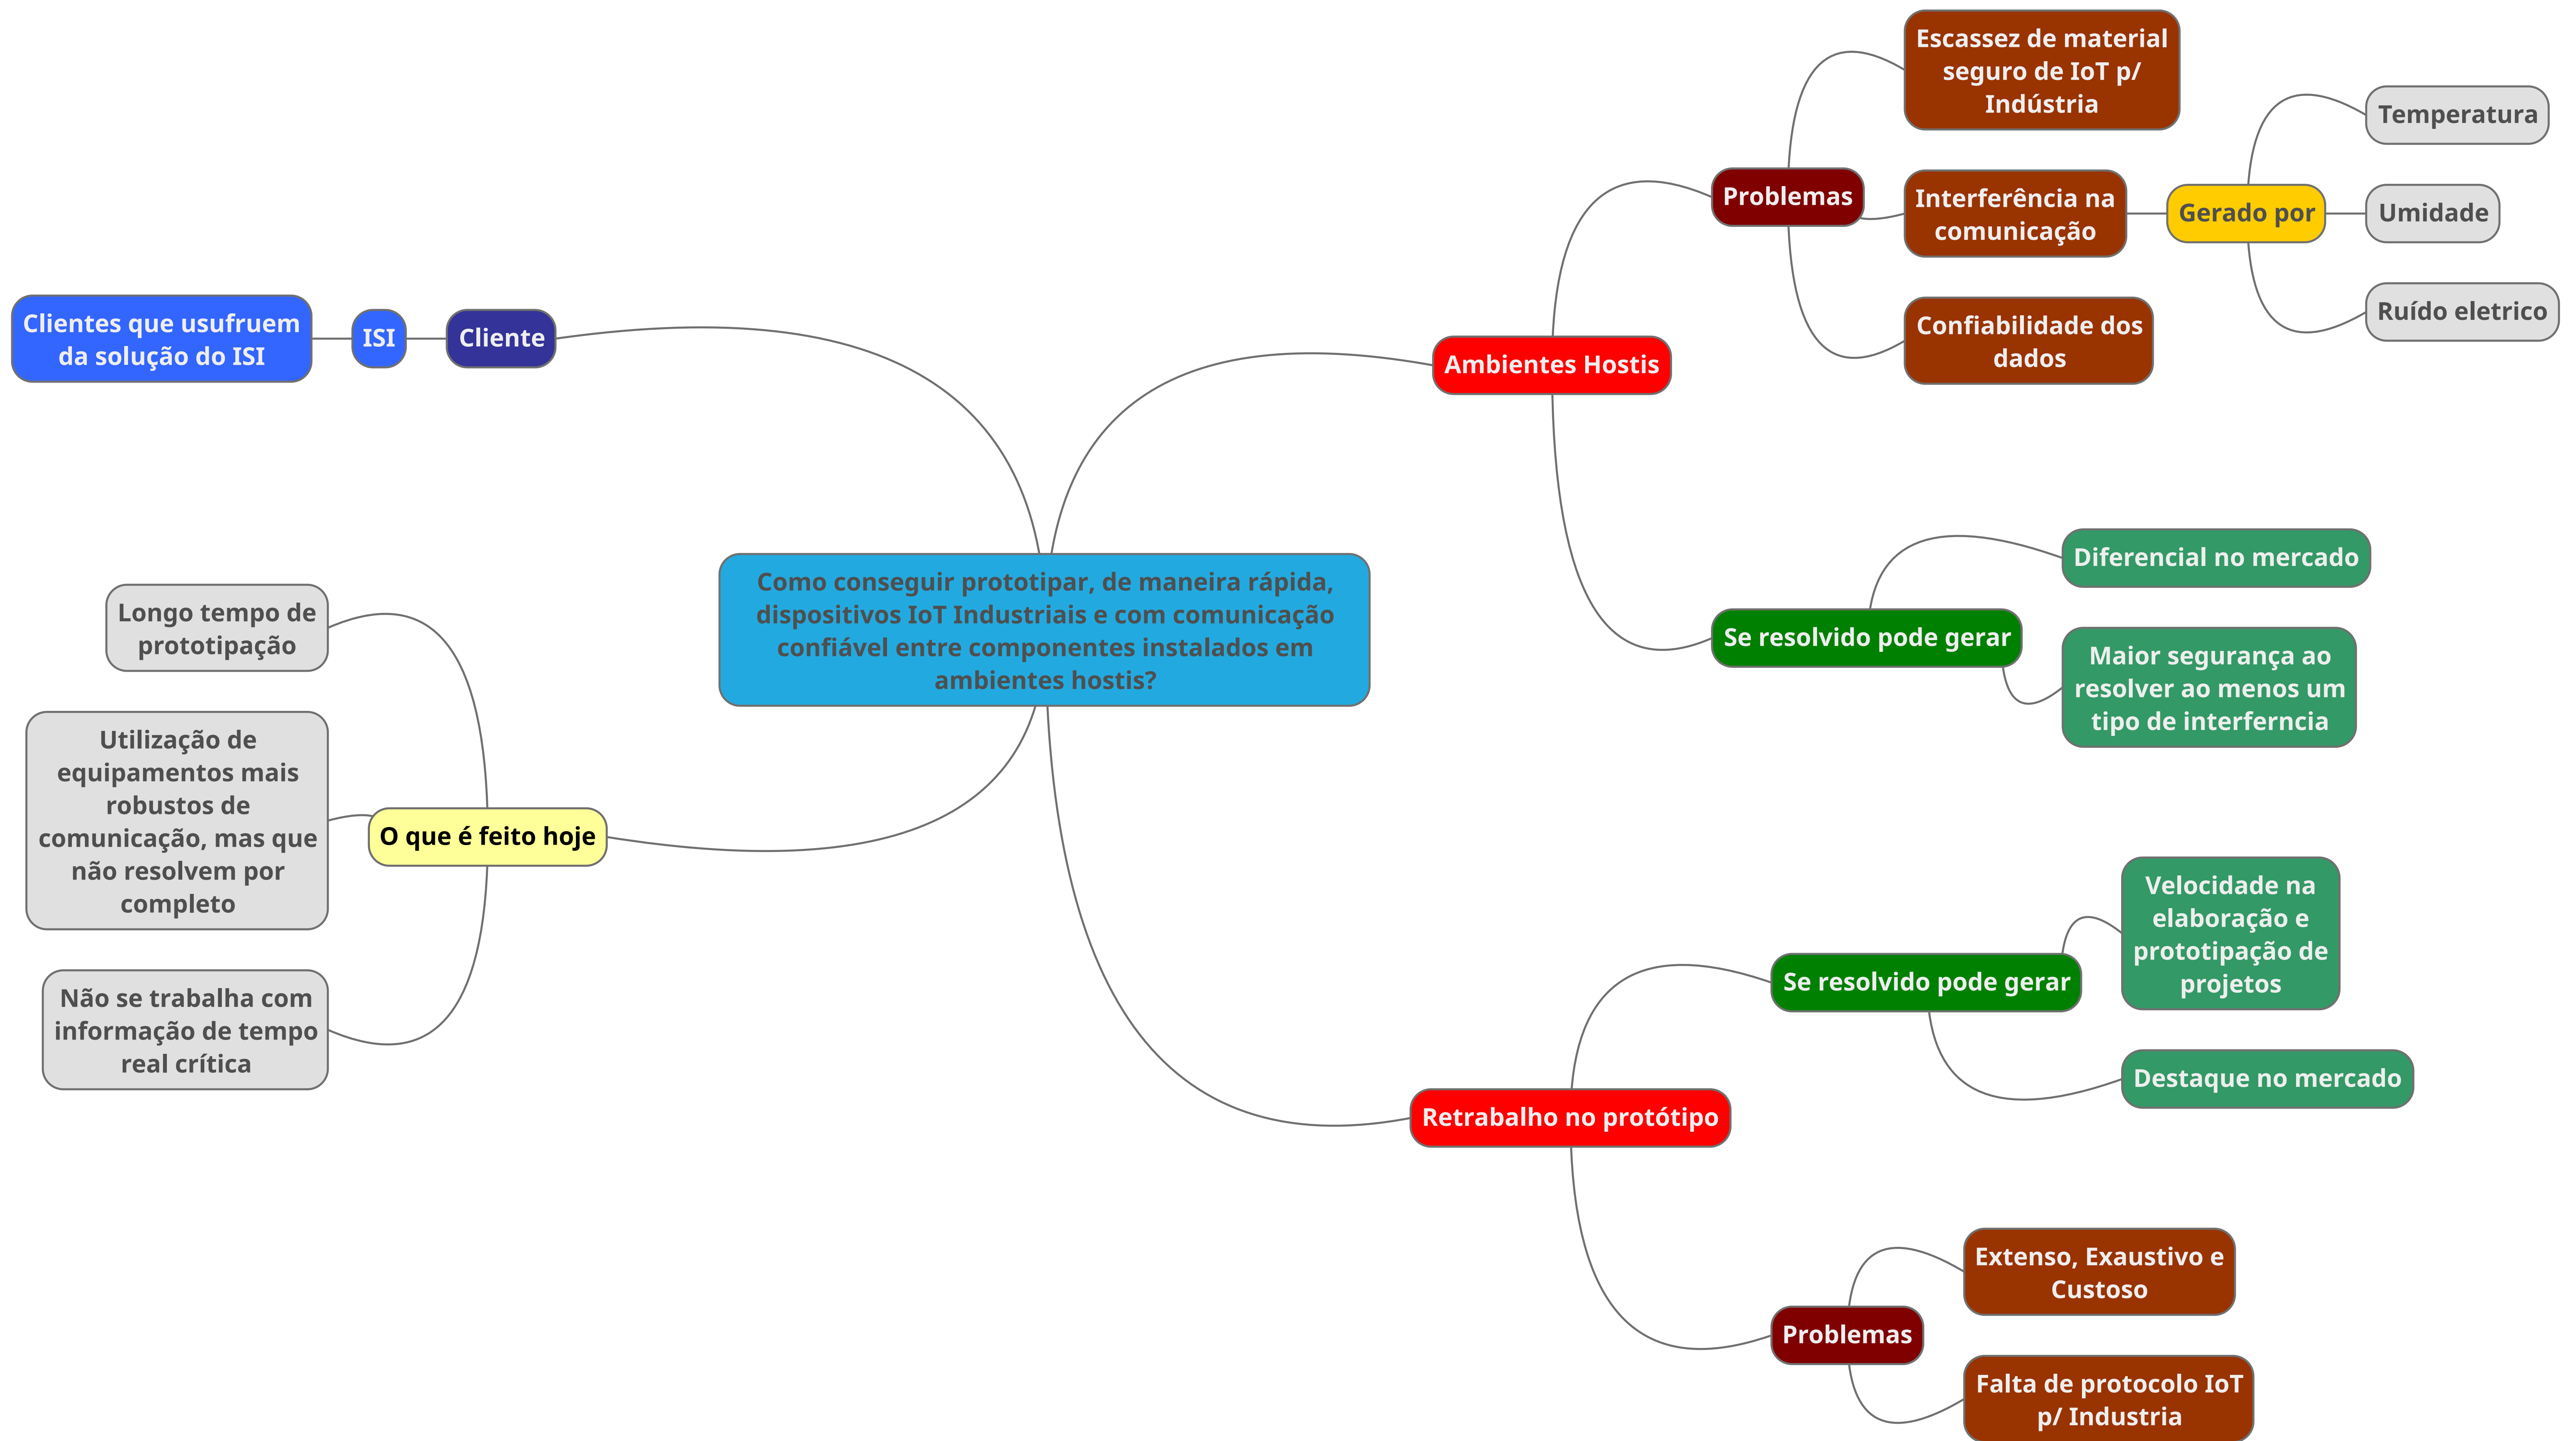 Como conseguir prototipar, de maneira rápida,
dispositivos IoT Industriais e com comunicação
confiável entre componentes instalados em
ambientes hostis?
Cliente
ISI
Clientes que usufruem
da solução do ISI
O que é feito hoje
Longo tempo de
prototipação
Utilização de
equipamentos mais
robustos de
comunicação, mas que
não resolvem por
completo
Não se trabalha com
informação de tempo
real crítica
Ambientes Hostis
Problemas
Escassez de material
seguro de IoT p/
Indústria
Interferência na
comunicação
Gerado por
Temperatura
Umidade
Ruído eletrico
Confiabilidade dos
dados
Se resolvido pode gerar
Diferencial no mercado
Maior segurança ao
resolver ao menos um
tipo de interferncia
Retrabalho no protótipo
Se resolvido pode gerar
Velocidade na
elaboração e
prototipação de
projetos
Destaque no mercado
Problemas
Extenso, Exaustivo e
Custoso
Falta de protocolo IoT
p/ Industria